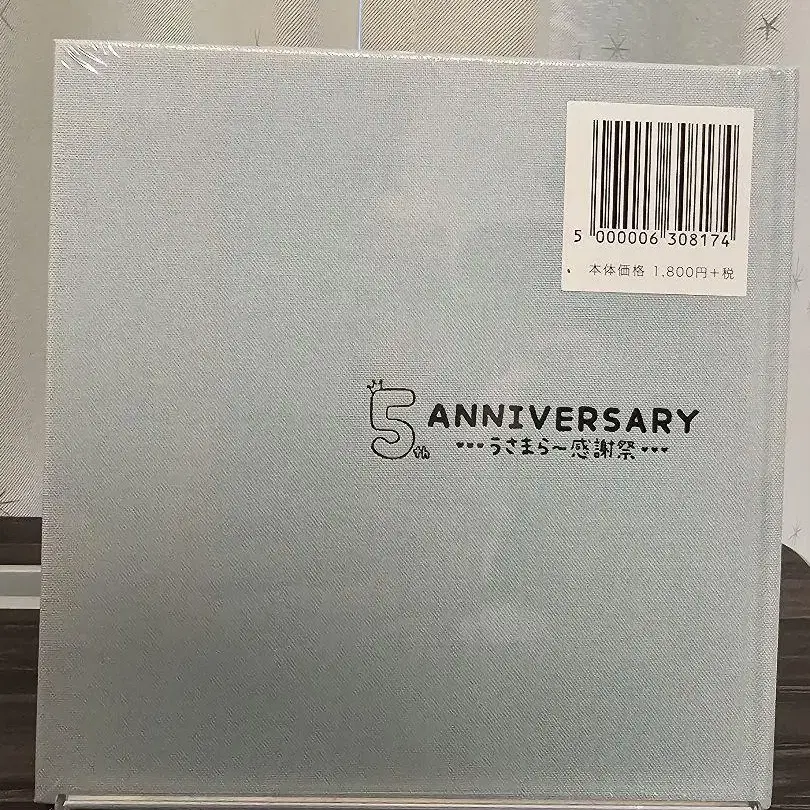 5 000006 308174
本体価格 1,800円+税
5th ANNIVERSARY
うさまら〜感謝祭